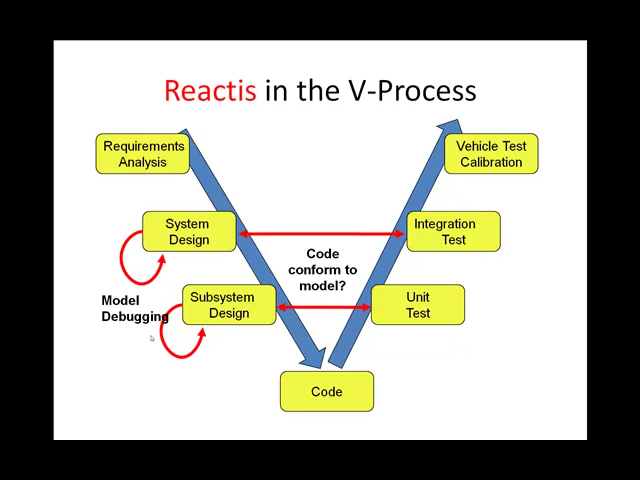 Reactis in the V-Process
Requirements
Analysis
Vehicle Test
Calibration
System
Design
Integration
Test
Code
conform to
model?
Model
Debugging
Subsystem
Design
Unit
Test
Code